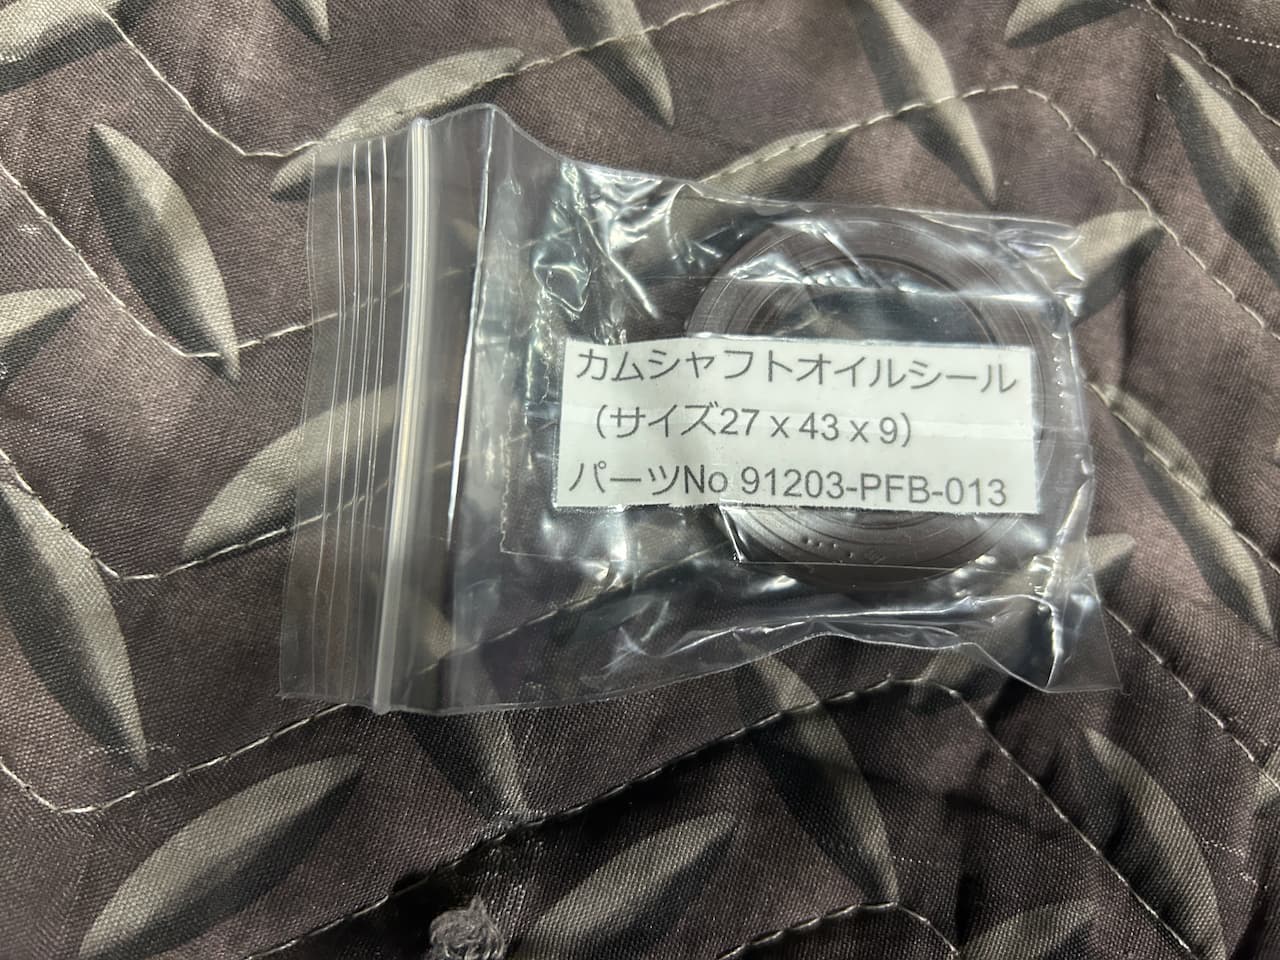 カムシャフトオイルシール
（サイズ27 x 43 x 9）
パーツNo 91203-PFB-013